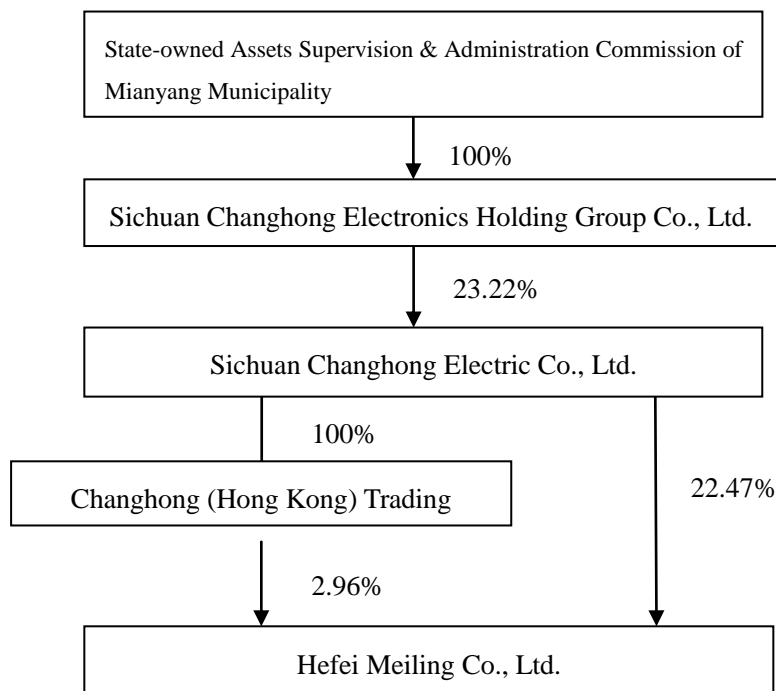 State-owned Assets Supervision & Administration Commission of
Mianyang Municipality
100%
Sichuan Changhong Electronics Holding Group Co., Ltd.
23.22%
Sichuan Changhong Electric Co., Ltd.
100%
Changhong (Hong Kong) Trading
22.47%
2.96%
Hefei Meiling Co., Ltd.